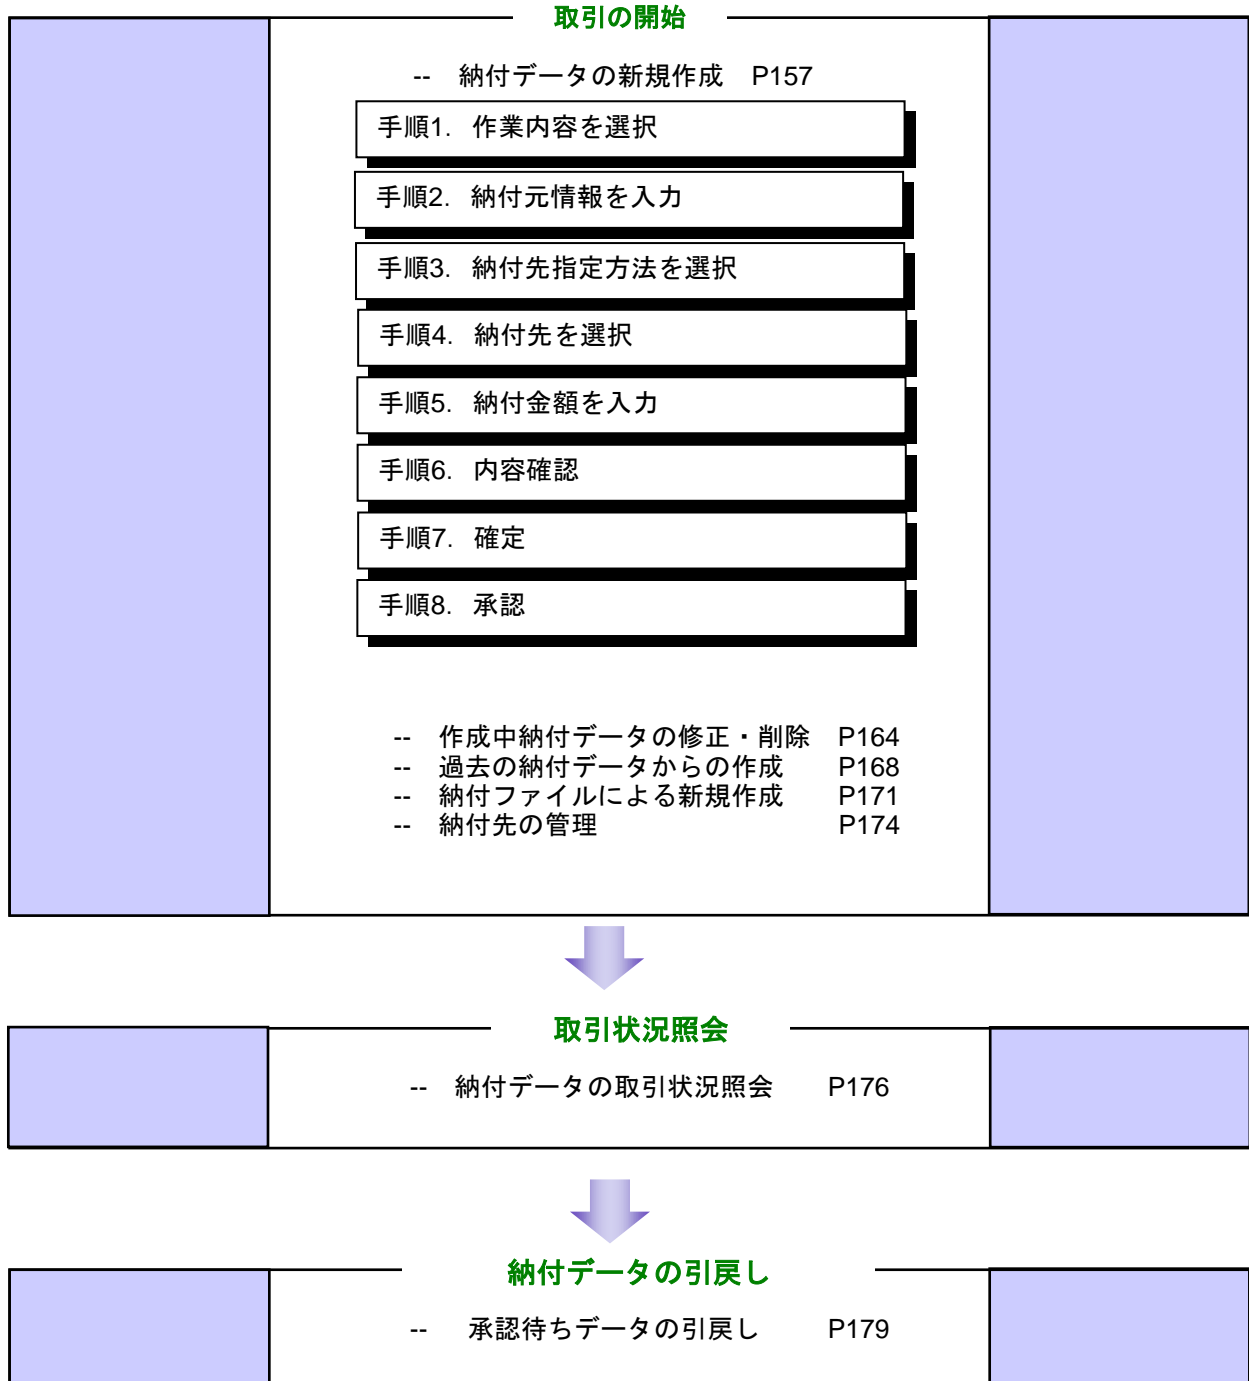 取引の開始
-- 納付データの新規作成 P157
手順1. 作業内容を選択
手順2. 納付元情報を入力
手順3. 納付先指定方法を選択
手順4. 納付先を選択
手順5. 納付金額を入力
手順6. 内容確認
手順7. 確定
手順8. 承認
-- 作成中納付データの修正・削除 P164
-- 過去の納付データからの作成 P168
-- 納付ファイルによる新規作成 P171
-- 納付先の管理 P174
取引状況照会
-- 納付データの取引状況照会 P176
納付データの引戻し
-- 承認待ちデータの引戻し P179